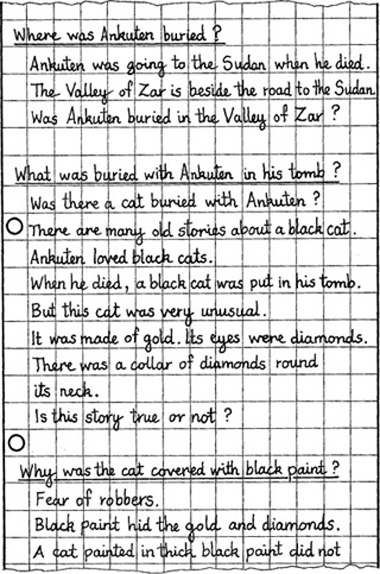 Where was Ankuten buried?
Ankuten was going to the Sudan when he died.
The Valley of Zar is beside the road to the Sudan
Was Ankuten buried in the Valley of Zar?
What was buried with Ankuten in his tomb?
Was there a cat buried with Ankuten?
There are many old stories about a black cat.
Ankuten loved black cats.
When he died, a black cat was put in his tomb.
But this cat was very unusual.
It was made of gold. Its eyes were diamonds.
There was a collar of diamonds round
its neck.
Is this story true or not?
Why was the cat covered with black paint?
Fear of robbers.
Black paint hid the gold and diamonds.
A cat painted in thick black paint did not